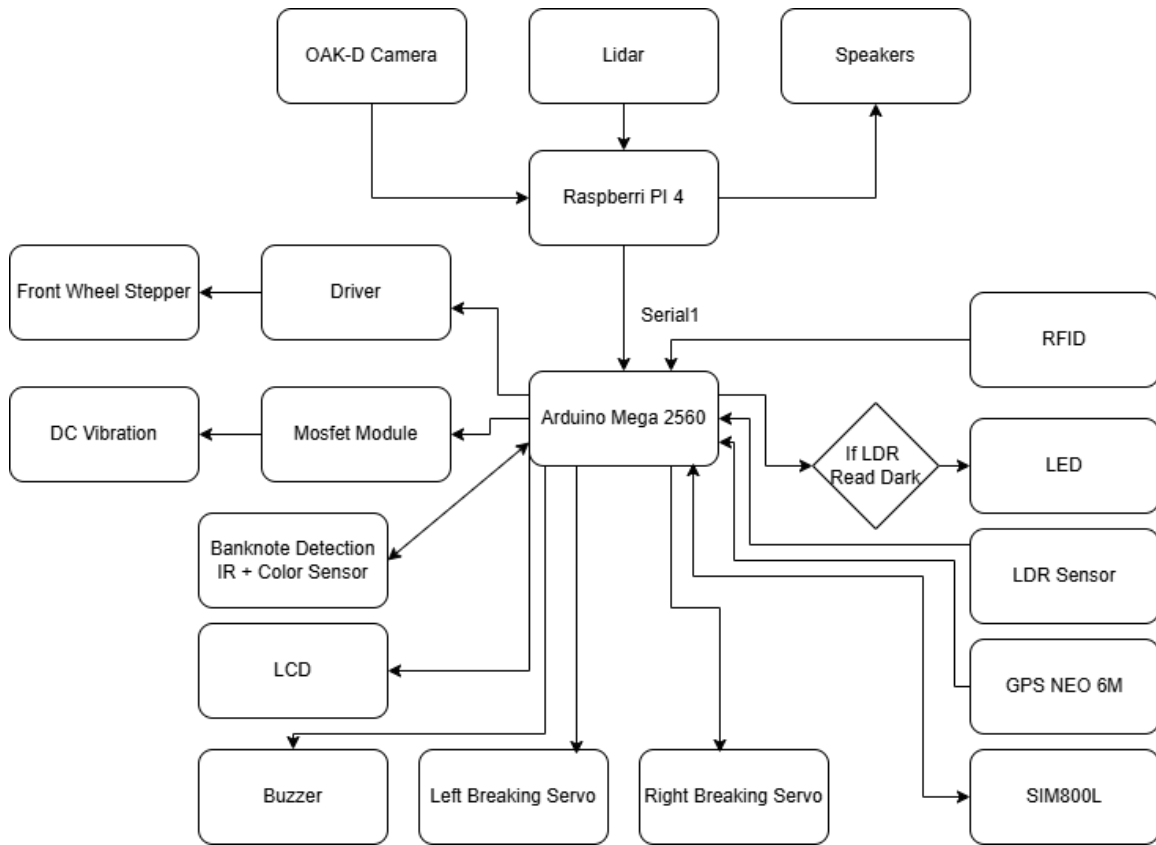 OAK-D Camera
Lidar
Speakers
Raspberri PI 4
Front Wheel Stepper
Driver
Serial1
RFID
Arduino Mega 2560
DC Vibration
Mosfet Module
If LDR
Read Dark
LED
Banknote Detection
IR + Color Sensor
LDR Sensor
LCD
GPS NEO 6M
Buzzer
Left Breaking Servo
Right Breaking Servo
SIM800L